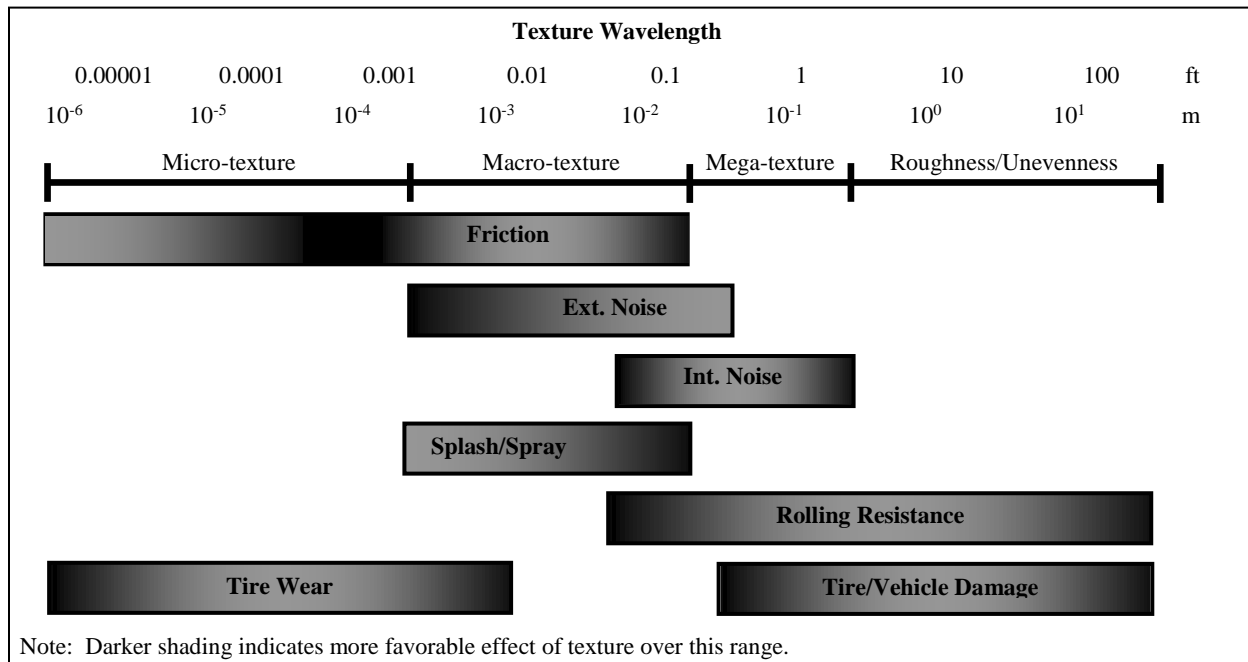 Texture Wavelength
0.00001 0.0001 0.001 0.01 0.1 1 10 100 ft
10⁻⁶ 10⁻⁵ 10⁻⁴ 10⁻³ 10⁻² 10⁻¹ 10⁰ 10¹ m
Micro-texture Macro-texture Mega-texture Roughness/Unevenness
Friction
Ext. Noise
Int. Noise
Splash/Spray
Rolling Resistance
Tire Wear Tire/Vehicle Damage
Note: Darker shading indicates more favorable effect of texture over this range.